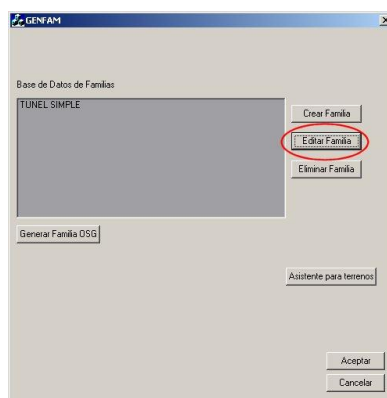 GENFAM
Base de Datos de Familias
TUNEL SIMPLE
Crear Familia
Editar Familia
Eliminar Familia
Generar Familia OSG
Asistente para terrenos
Aceptar
Cancelar